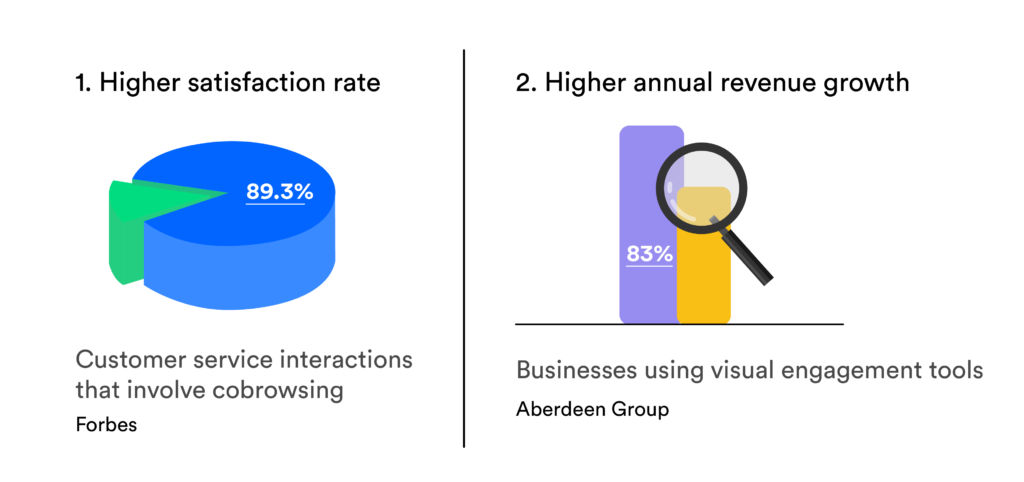 1. Higher satisfaction rate
89.3%
Customer service interactions
that involve cobrowsing
Forbes
2. Higher annual revenue growth
83%
Businesses using visual engagement tools
Aberdeen Group